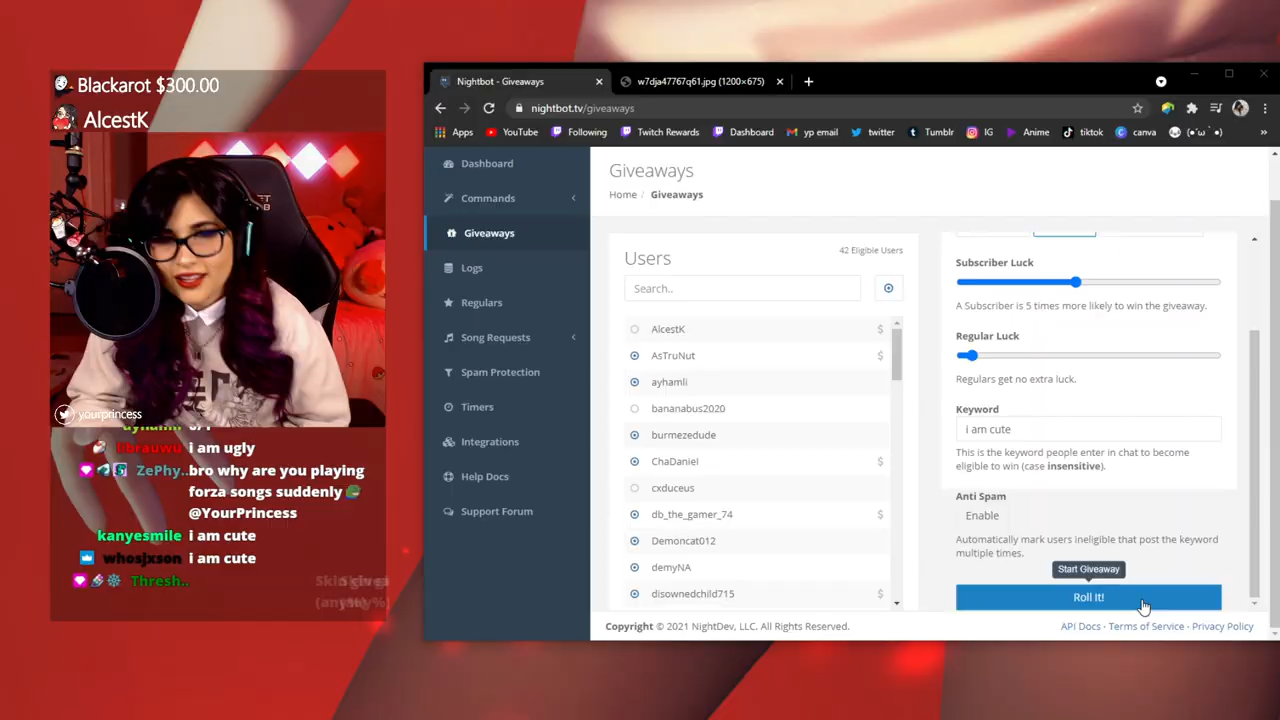 Blackarot $300.00
AlcestK
yourprincess
i am ugly
ZePhy.. bro why are you playing
forza songs suddenly
@YourPrincess
kanyesmile i am cute
whosjxson i am cute
Thresh..
Nightbot - Giveaways
w7dja47767q61.jpg (1200×675)
nightbot.tv/giveaways
Apps YouTube Following Twitch Rewards Dashboard yp email twitter Tumblr IG Anime tiktok canva (●'ω'●) »
Dashboard
Commands
Giveaways
Logs
Regulars
Song Requests
Spam Protection
Timers
Integrations
Help Docs
Support Forum
Giveaways
Home / Giveaways
Users
42 Eligible Users
Search..
AlcestK $
AsTruNut $
ayhamli
bananabus2020
burmezedude
ChaDaniel $
cxduceus
db_the_gamer_74 $
Demoncat012
demyNA
disownedchild715 $
Subscriber Luck
A Subscriber is 5 times more likely to win the giveaway.
Regular Luck
Regulars get no extra luck.
Keyword
i am cute
This is the keyword people enter in chat to become
eligible to win (case insensitive).
Anti Spam
Enable
Automatically mark users ineligible that post the keyword
multiple times.
Start Giveaway
Roll It!
Copyright © 2021 NightDev, LLC. All Rights Reserved.
API Docs · Terms of Service · Privacy Policy